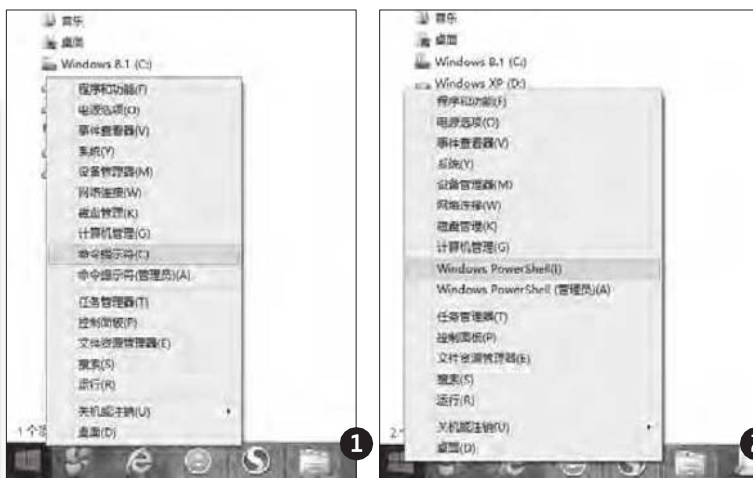 音乐
桌面
Windows 8.1 (C:)
程序和功能(F)
电源选项(O)
事件查看器(V)
系统(Y)
设备管理器(M)
网络连接(W)
磁盘管理(K)
计算机管理(G)
命令提示符(C)
命令提示符(管理员)(A)
任务管理器(T)
控制面板(P)
文件资源管理器(E)
搜索(S)
运行(R)
关机或注销(U)
桌面(D)
1 个
1
音乐
桌面
Windows 8.1 (C:)
Windows XP (D:)
程序和功能(F)
电源选项(O)
事件查看器(V)
系统(Y)
设备管理器(M)
网络连接(W)
磁盘管理(K)
计算机管理(G)
Windows PowerShell(I)
Windows PowerShell (管理员)(A)
任务管理器(T)
控制面板(P)
文件资源管理器(E)
搜索(S)
运行(R)
关机或注销(U)
桌面(D)
2